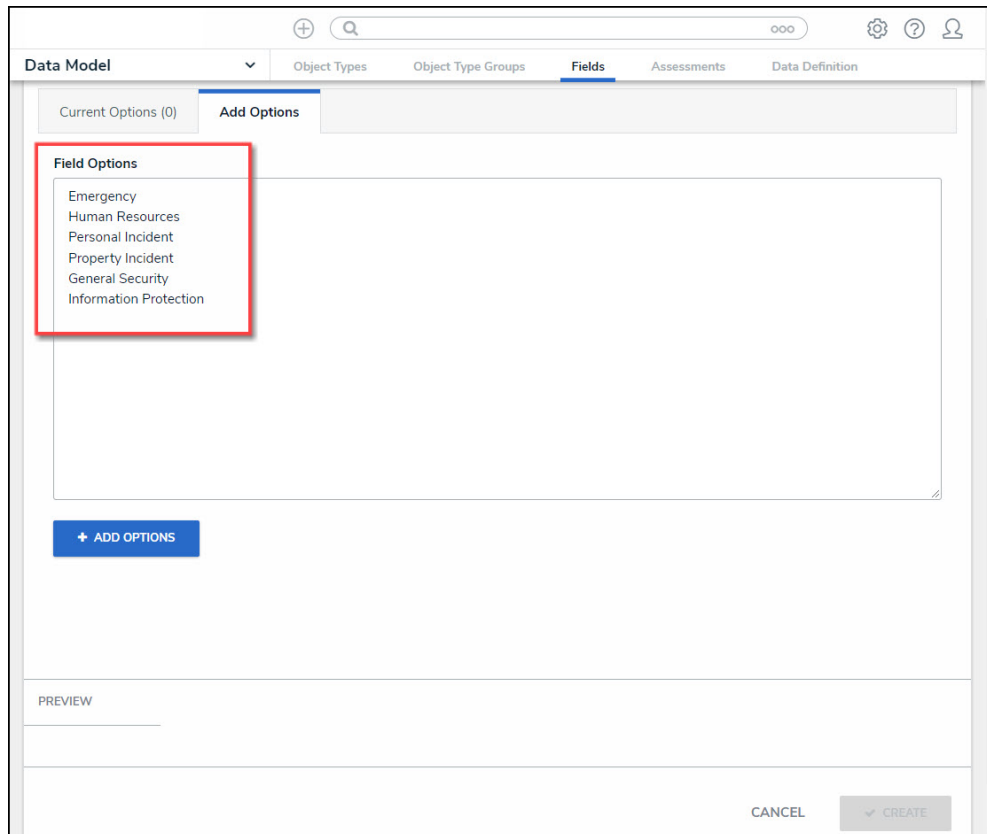 ooo
Data Model
Object Types
Object Type Groups
Fields
Assessments
Data Definition
Current Options (0)
Add Options
Field Options
Emergency
Human Resources
Personal Incident
Property Incident
General Security
Information Protection
+ ADD OPTIONS
PREVIEW
CANCEL
CREATE